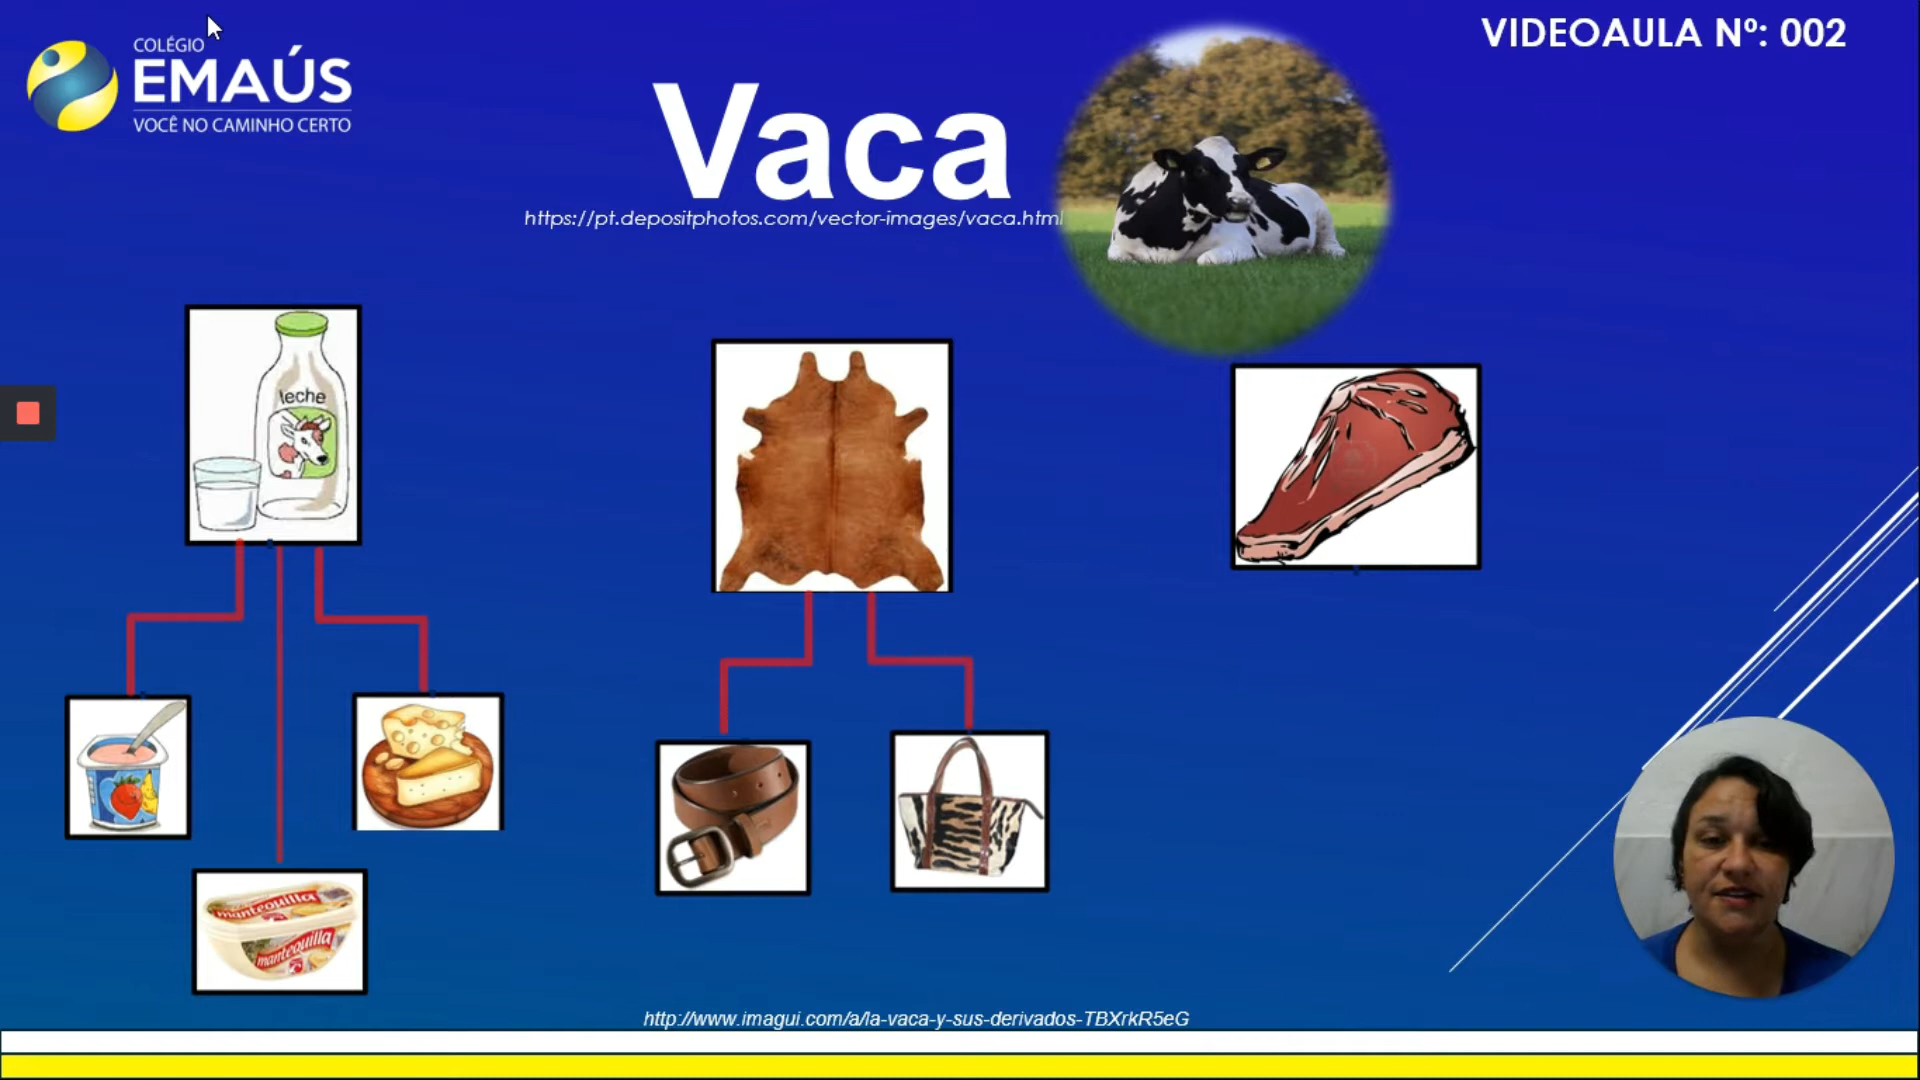 COLÉGIO
EMAÚS
VOCÊ NO CAMINHO CERTO
VIDEOAULA Nº: 002
Vaca
https://pt.depositphotos.com/vector-images/vaca.html
leche
mantequilla
mantequilla
http://www.imagui.com/a/la-vaca-y-sus-derivados-TBXrkR5eG